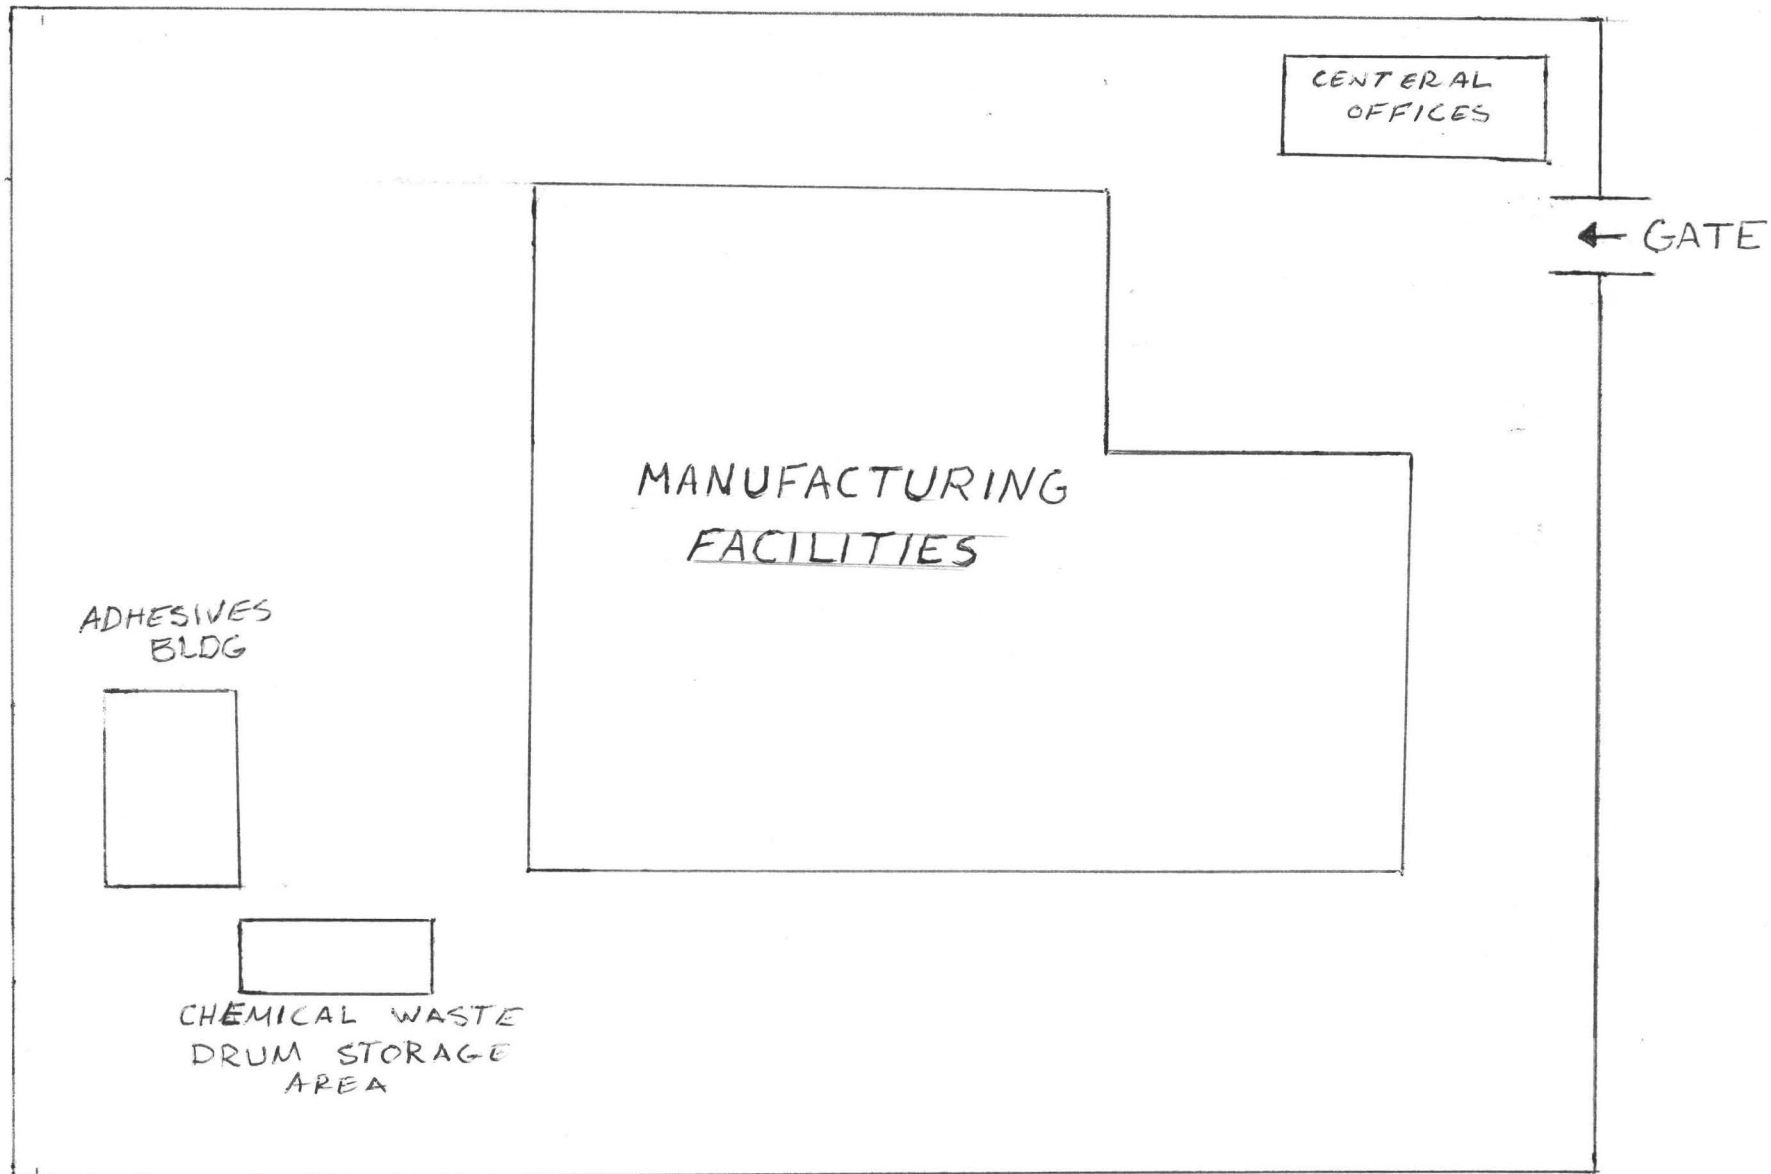 CENTERAL
OFFICES
← GATE
MANUFACTURING
FACILITIES
ADHESIVES
BLDG
CHEMICAL WASTE
DRUM STORAGE
AREA